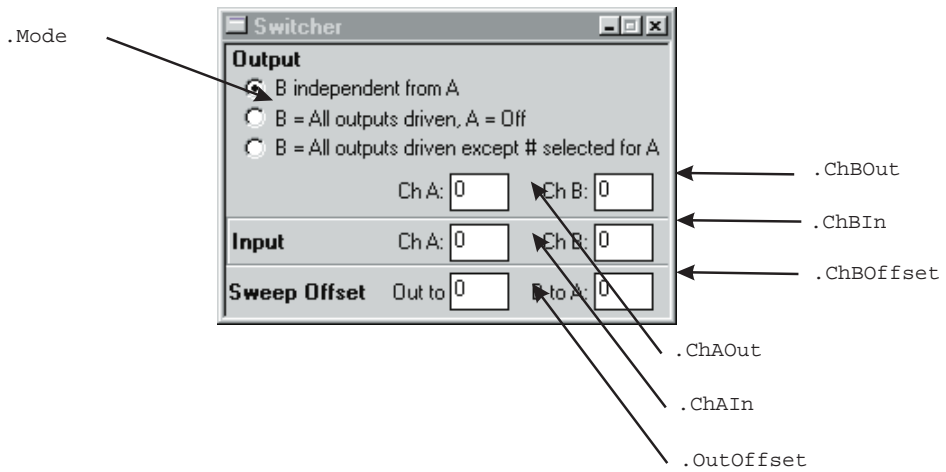 .Mode
Switcher
Output
B independent from A
B = All outputs driven, A = Off
B = All outputs driven except # selected for A
Ch A: 0 Ch B: 0
.ChBOut
.ChBIn
Input Ch A: 0 Ch B: 0
.ChBOffset
Sweep Offset Out to 0 B to A: 0
.ChAOut
.ChAIn
.OutOffset